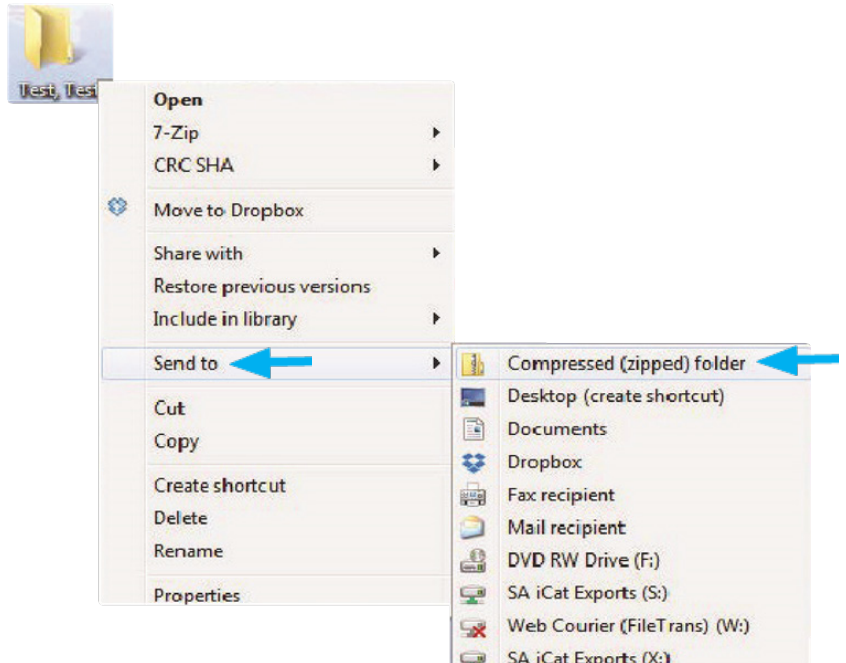 Test, Test
Open
7-Zip
CRC SHA
Move to Dropbox
Share with
Restore previous versions
Include in library
Send to
Cut
Copy
Create shortcut
Delete
Rename
Properties
Compressed (zipped) folder
Desktop (create shortcut)
Documents
Dropbox
Fax recipient
Mail recipient
DVD RW Drive (F:)
SA iCat Exports (S:)
Web Courier (FileTrans) (W:)
SA iCat Exports (X:)